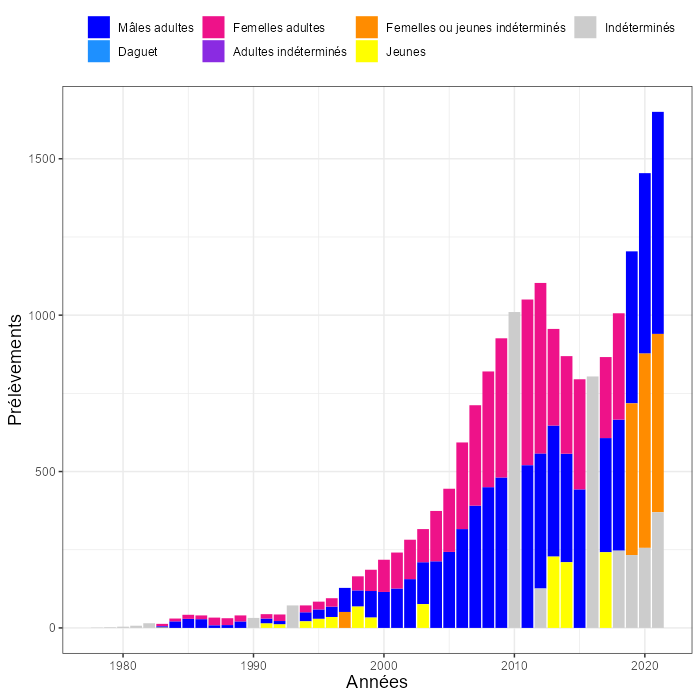 Mâles adultes Femelles adultes Femelles ou jeunes indéterminés Indéterminés
Daguet Adultes indéterminés Jeunes
1500
1000
500
0
Prélèvements
1980 1990 2000 2010 2020
Années